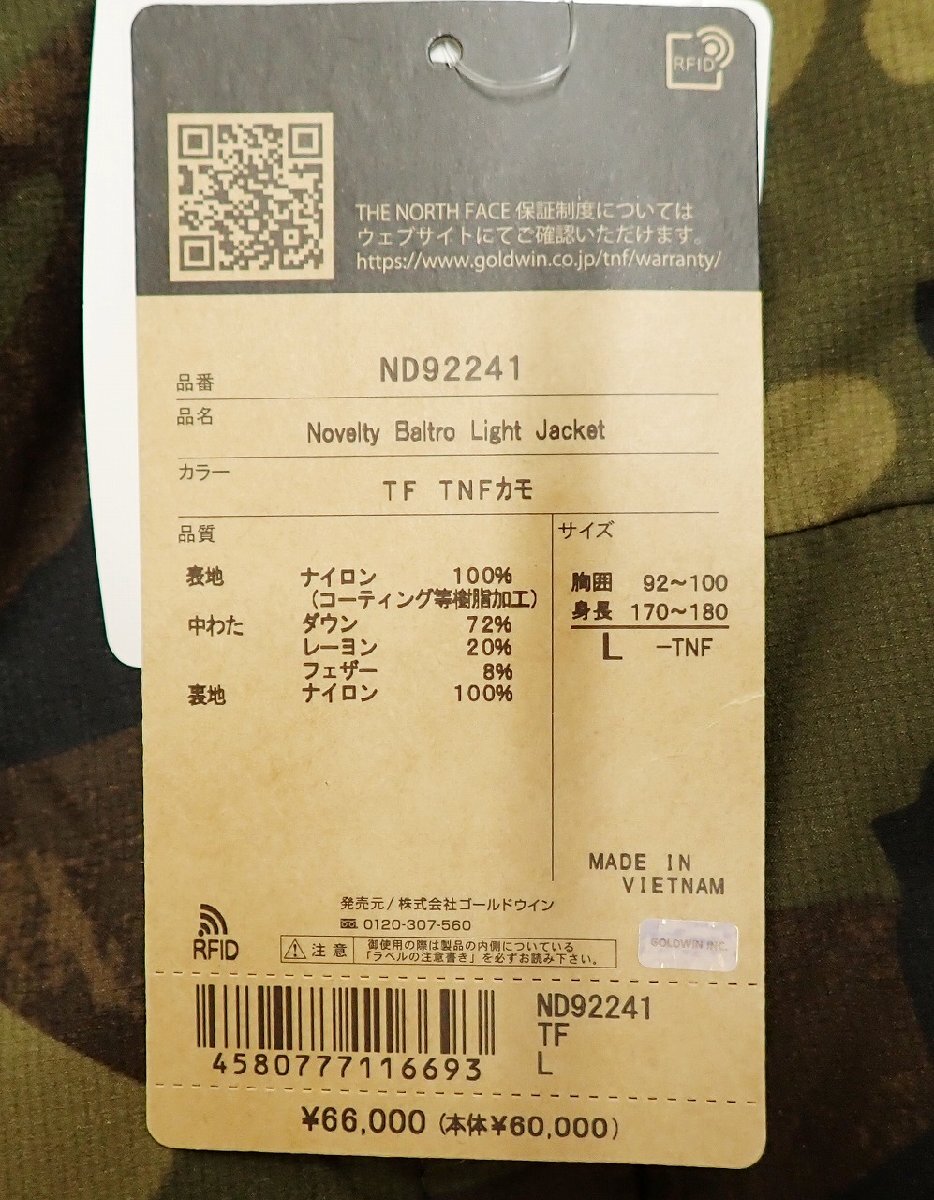 RFID
THE NORTH FACE 保証制度については
ウェブサイトにてご確認いただけます。
https://www.goldwin.co.jp/tnf/warranty/
品番 ND92241
品名 Novelty Baltro Light Jacket
カラー TF TNFカモ
品質
表地 ナイロン 100%
(コーティング等樹脂加工)
中わた ダウン 72%
レーヨン 20%
フェザー 8%
裏地 ナイロン 100%
サイズ
胸囲 92~100
身長 170~180
L -TNF
MADE IN
VIETNAM
発売元/株式会社ゴールドウイン
0120-307-560
RFID
注意 御使用の際は製品の内側についている
「ラベルの注意書き」を必ずお読み下さい。
GOLDWIN INC.
4580777116693
ND92241
TF
L
¥66,000 (本体¥60,000)